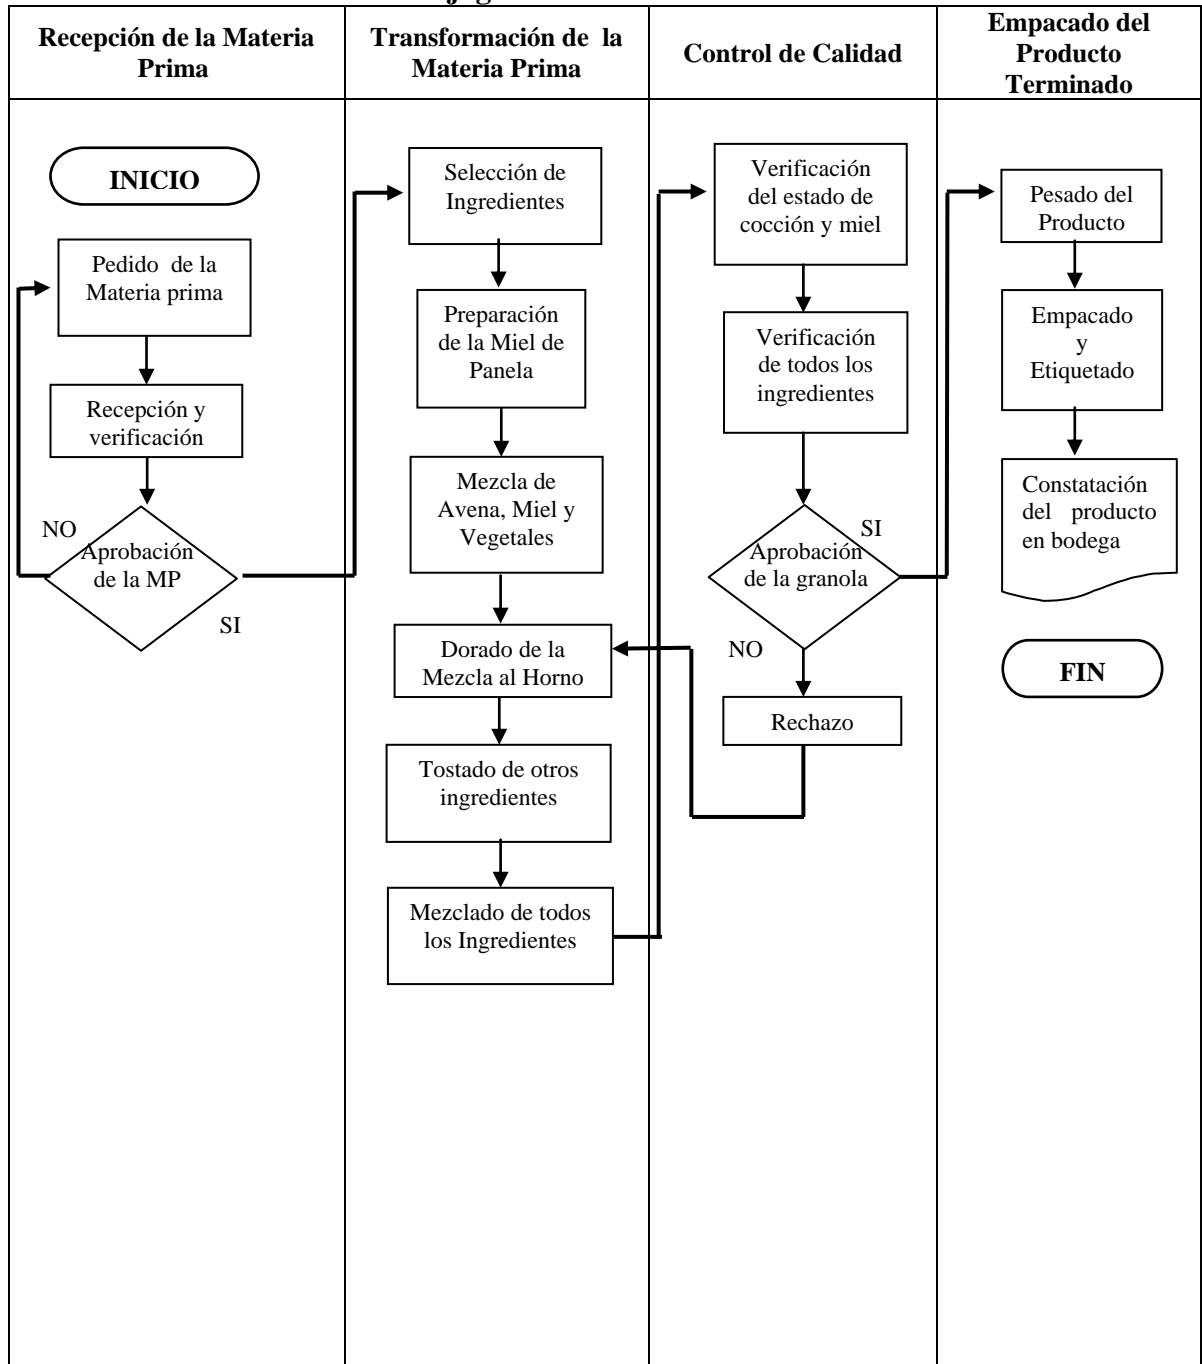 Recepción de la Materia
Prima
Transformación de la
Materia Prima
Control de Calidad
Empacado del
Producto
Terminado
INICIO
Pedido de la
Materia prima
Recepción y
verificación
NO
Aprobación
de la MP
SI
Selección de
Ingredientes
Preparación
de la Miel de
Panela
Mezcla de
Avena, Miel y
Vegetales
Dorado de la
Mezcla al Horno
Tostado de otros
ingredientes
Mezclado de todos
los Ingredientes
Verificación
del estado de
cocción y miel
Verificación
de todos los
ingredientes
SI
Aprobación
de la granola
NO
Rechazo
Pesado del
Producto
Empacado
y
Etiquetado
Constatación
del producto
en bodega
FIN